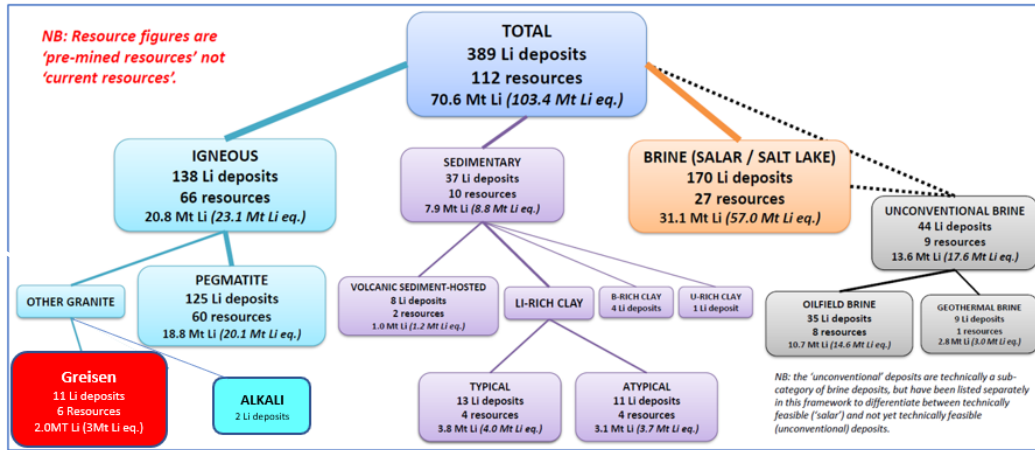 NB: Resource figures are
‘pre-mined resources’ not
‘current resources’.
TOTAL
389 Li deposits
112 resources
70.6 Mt Li (103.4 Mt Li eq.)
IGNEOUS
138 Li deposits
66 resources
20.8 Mt Li (23.1 Mt Li eq.)
SEDIMENTARY
37 Li deposits
10 resources
7.9 Mt Li (8.8 Mt Li eq.)
BRINE (SALAR / SALT LAKE)
170 Li deposits
27 resources
31.1 Mt Li (57.0 Mt Li eq.)
UNCONVENTIONAL BRINE
44 Li deposits
9 resources
13.6 Mt Li (17.6 Mt Li eq.)
OTHER GRANITE
PEGMATITE
125 Li deposits
60 resources
18.8 Mt Li (20.1 Mt Li eq.)
VOLCANIC SEDIMENT-HOSTED
8 Li deposits
2 resources
1.0 Mt Li (1.2 Mt Li eq.)
LI-RICH CLAY
B-RICH CLAY
4 Li deposits
U-RICH CLAY
1 Li deposit
OILFIELD BRINE
35 Li deposits
8 resources
10.7 Mt Li (14.6 Mt Li eq.)
GEOTHERMAL BRINE
9 Li deposits
1 resources
2.8 Mt Li (3.0 Mt Li eq.)
Greisen
11 Li deposits
6 Resources
2.0MT Li (3Mt Li eq.)
ALKALI
2 Li deposits
TYPICAL
13 Li deposits
4 resources
3.8 Mt Li (4.0 Mt Li eq.)
ATYPICAL
11 Li deposits
4 resources
3.1 Mt Li (3.7 Mt Li eq.)
NB: the ‘unconventional’ deposits are technically a sub-
category of brine deposits, but have been listed separately
in this framework to differentiate between technically
feasible (‘salar’) and not yet technically feasible
(unconventional) deposits.